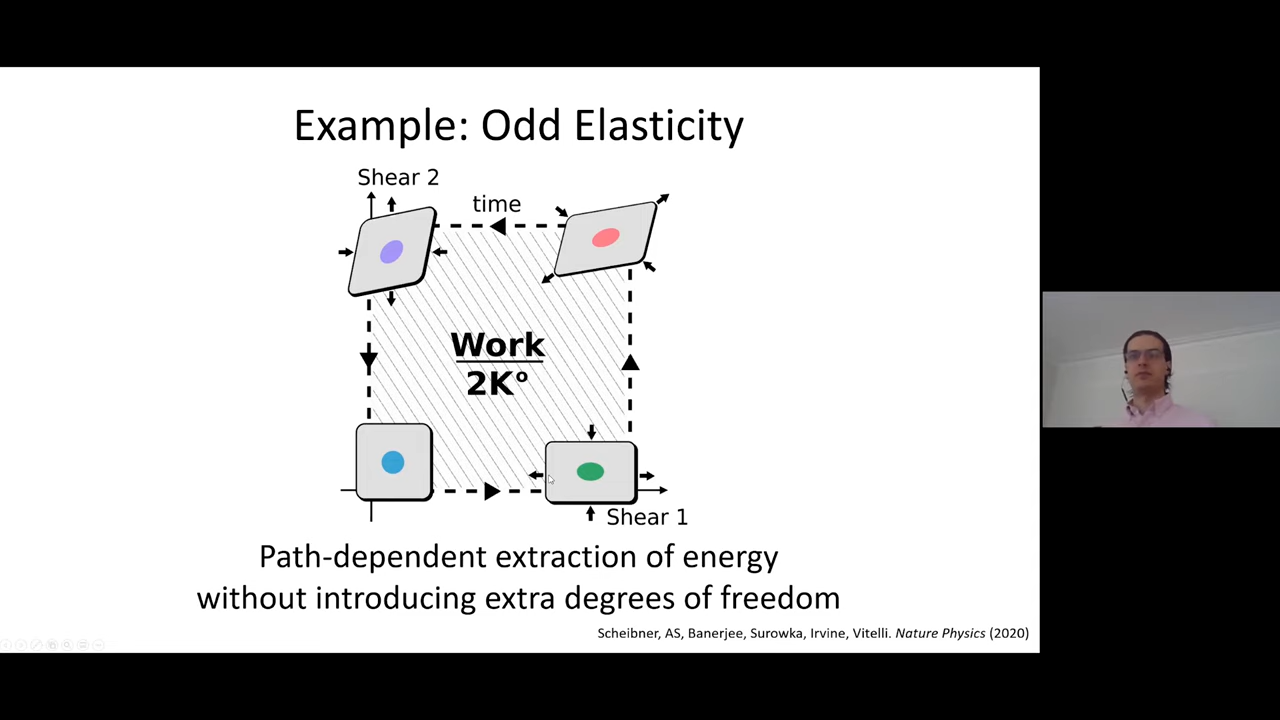 Example: Odd Elasticity
Shear 2
time
Work
2Kᵒ
Shear 1
Path-dependent extraction of energy
without introducing extra degrees of freedom
Scheibner, AS, Banerjee, Surowka, Irvine, Vitelli. Nature Physics (2020)